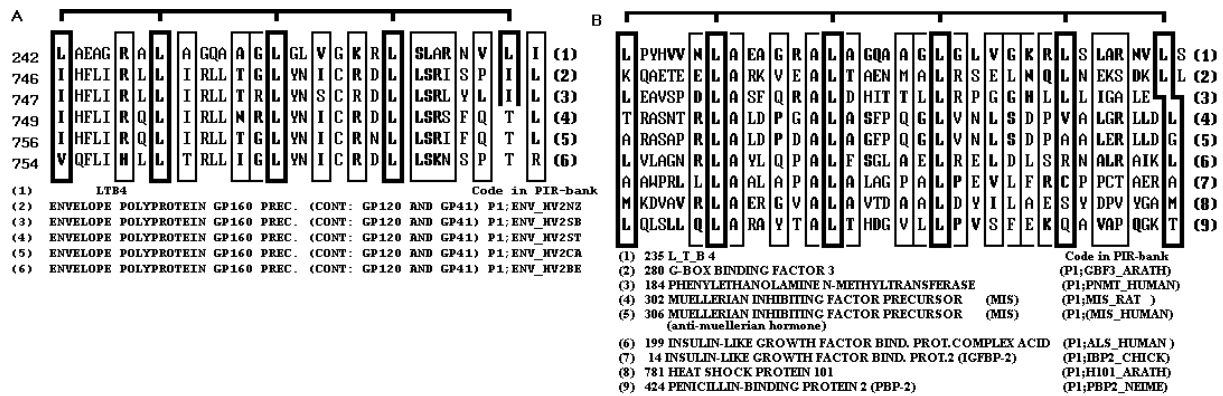 A
242 L AEAG R A L A GQA A G L GL V G K R L SLAR N V L I (1)
746 I HFLI R L L I RLL T G L YN I C R D L LSRI S P I L (2)
747 I HFLI R L L I RLL T R L YN S C R D L LSRL Y L I L (3)
749 I HFLI R Q L I RLL N R L YN I C R D L LSRS F Q T L (4)
756 I HFLI R Q L I RLL T G L YN I C R N L LSRI F Q T L (5)
754 V QFLI H L L T RLL I G L YN I C R D L LSKN S P T R (6)
(1) LTB4 Code in PIR-bank
(2) ENVELOPE POLYPROTEIN GP160 PREC. (CONT: GP120 AND GP41) P1;ENV_HV2NZ
(3) ENVELOPE POLYPROTEIN GP160 PREC. (CONT: GP120 AND GP41) P1;ENV_HV2SB
(4) ENVELOPE POLYPROTEIN GP160 PREC. (CONT: GP120 AND GP41) P1;ENV_HV2ST
(5) ENVELOPE POLYPROTEIN GP160 PREC. (CONT: GP120 AND GP41) P1;ENV_HV2CA
(6) ENVELOPE POLYPROTEIN GP160 PREC. (CONT: GP120 AND GP41) P1;ENV_HV2BE
B
L PYHVV N L A EA G R A L A GQA A G L G L V G K R L S LAR NV L S (1)
K QAETE E L A RK V E A L T AEN M A L R S E L N Q L N EKS DK L L (2)
L EAVSP D L A SF Q R A L D HIT T L L R P G G H L L L IGA LE L (3)
T RASNT R L A LD P G A L A SFP Q G L V N L S D P V A LGR LLD L (4)
A RASAP R L A LD P G A L A GFP Q G L V N L S D P A A LER LLD G (5)
L VLAGN R L A YL Q P A L F SGL A E L R E L D L S R N ALR AIK L (6)
A AWPRL L L A AL A P A L A LAG P A L P E V L F R C P PCT AER A (7)
M KDVAV R L A ER G V A L A VTD A A L D Y I L A E S Y DPV YGA M (8)
L QLSLL Q L A RA Y T A L T HDG V L L P V S F E K Q A VAP QGK T (9)
(1) 235 L_T_B 4 Code in PIR-bank
(2) 280 G-BOX BINDING FACTOR 3 (P1;GBF3_ARATH)
(3) 184 PHENYLETHANOLAMINE N-METHYLTRANSFERASE (P1;PNMT_HUMAN)
(4) 302 MUELLERIAN INHIBITING FACTOR PRECURSOR (MIS) (P1;MIS_RAT )
(5) 306 MUELLERIAN INHIBITING FACTOR PRECURSOR (MIS) (P1;(MIS_HUMAN)
(anti-muellerian hormone)
(6) 199 INSULIN-LIKE GROWTH FACTOR BIND. PROT.COMPLEX ACID (P1;ALS_HUMAN )
(7) 14 INSULIN-LIKE GROWTH FACTOR BIND. PROT.2 (IGFBP-2) (P1;IBP2_CHICK)
(8) 781 HEAT SHOCK PROTEIN 101 (P1;H101_ARATH)
(9) 424 PENICILLIN-BINDING PROTEIN 2 (PBP-2) (P1;PBP2_NEIME)